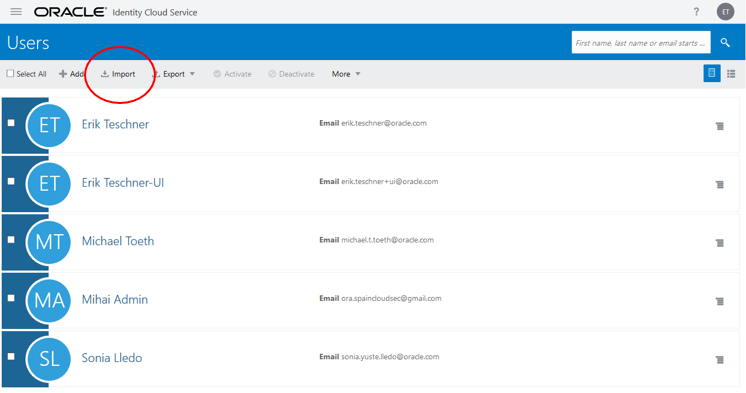 ORACLE® Identity Cloud Service ? ET
Users First name, last name or email starts ...
Select All Add Import Export Activate Deactivate More
ET Erik Teschner Email erik.teschner@oracle.com
ET Erik Teschner-UI Email erik.teschner+ui@oracle.com
MT Michael Toeth Email michael.t.toeth@oracle.com
MA Mihai Admin Email ora.spaincloudsec@gmail.com
SL Sonia Lledo Email sonia.yuste.lledo@oracle.com